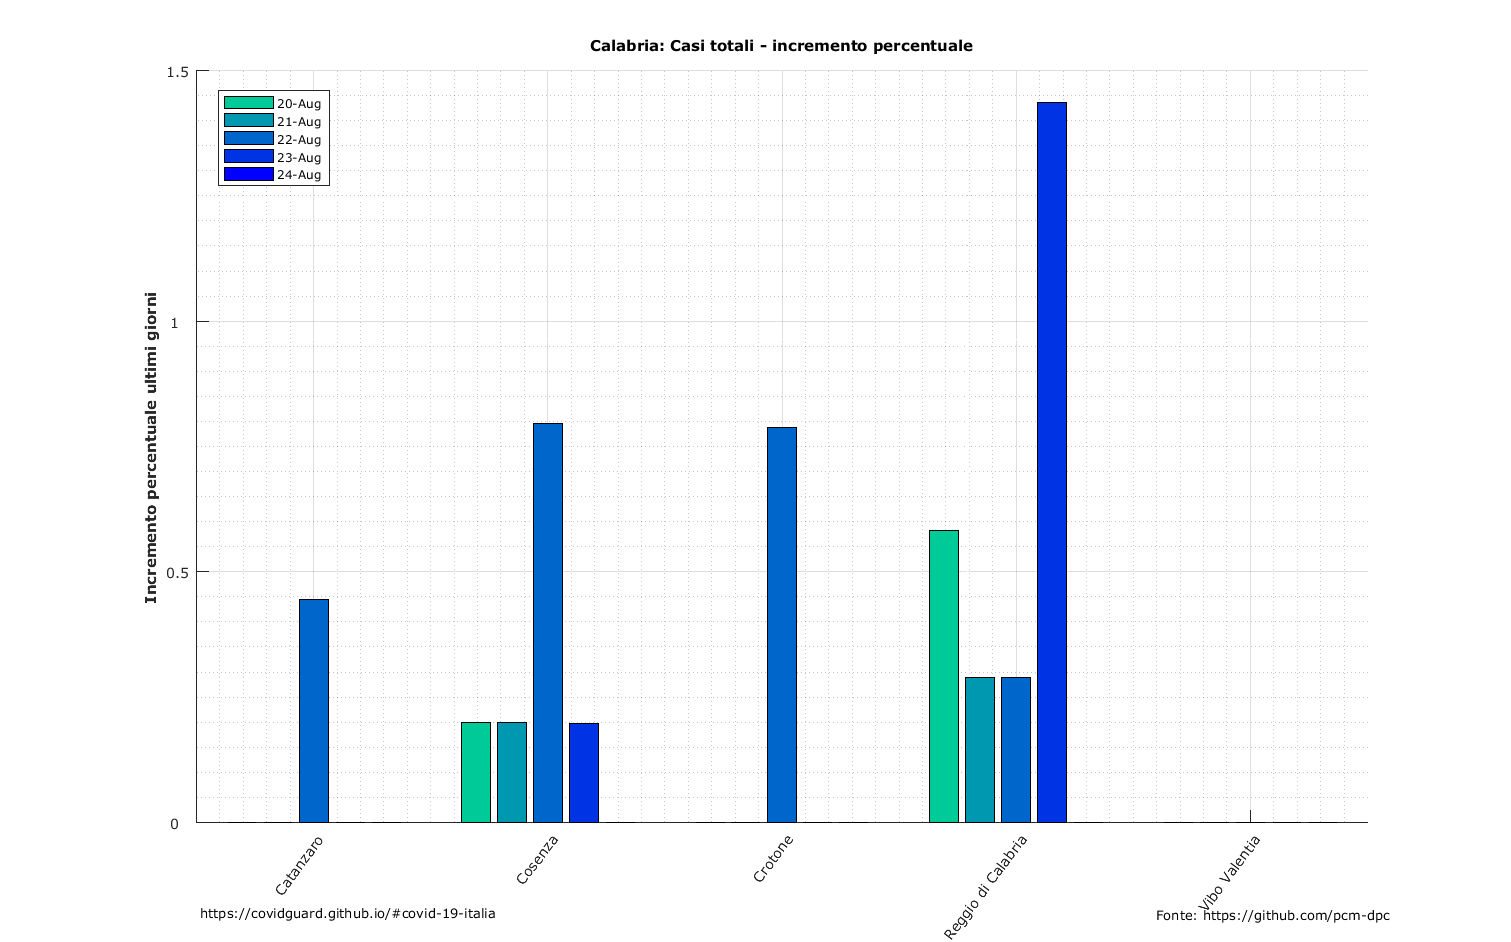 Calabria: Casi totali - incremento percentuale
1.5
1
0.5
0
Incremento percentuale ultimi giorni
20-Aug
21-Aug
22-Aug
23-Aug
24-Aug
Catanzaro
Cosenza
Crotone
Reggio di Calabria
Vibo Valentia
https://covidguard.github.io/#covid-19-italia
Fonte: https://github.com/pcm-dpc